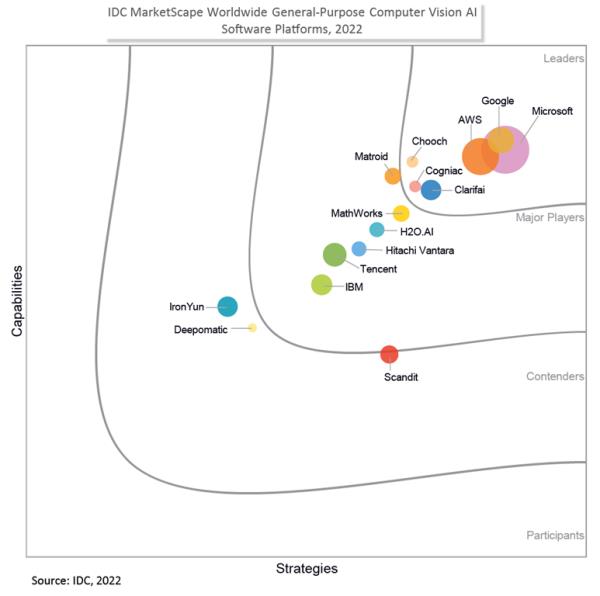 IDC MarketScape Worldwide General-Purpose Computer Vision AI
Software Platforms, 2022
Leaders
Google
Microsoft
AWS
Chooch
Matroid
Cogniac
Clarifai
MathWorks
Major Players
H2O.AI
Hitachi Vantara
Tencent
IBM
IronYun
Deepomatic
Scandit
Contenders
Participants
Capabilities
Strategies
Source: IDC, 2022